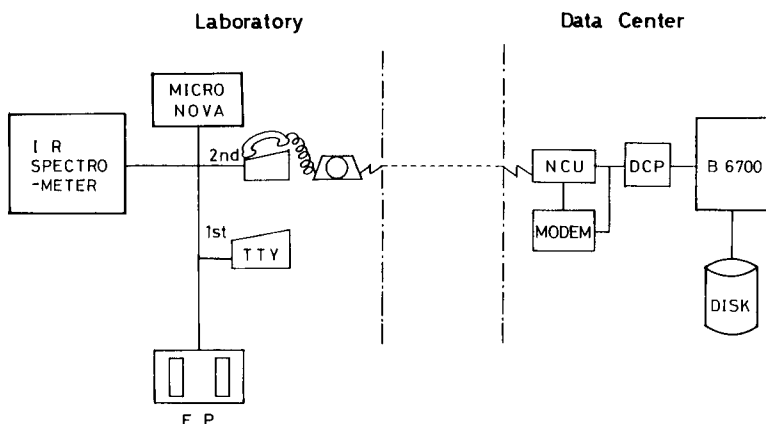 Laboratory
Data Center
MICRO
NOVA
I R
SPECTRO
-METER
2nd
1st
TTY
F P
NCU
MODEM
DCP
B 6700
DISK